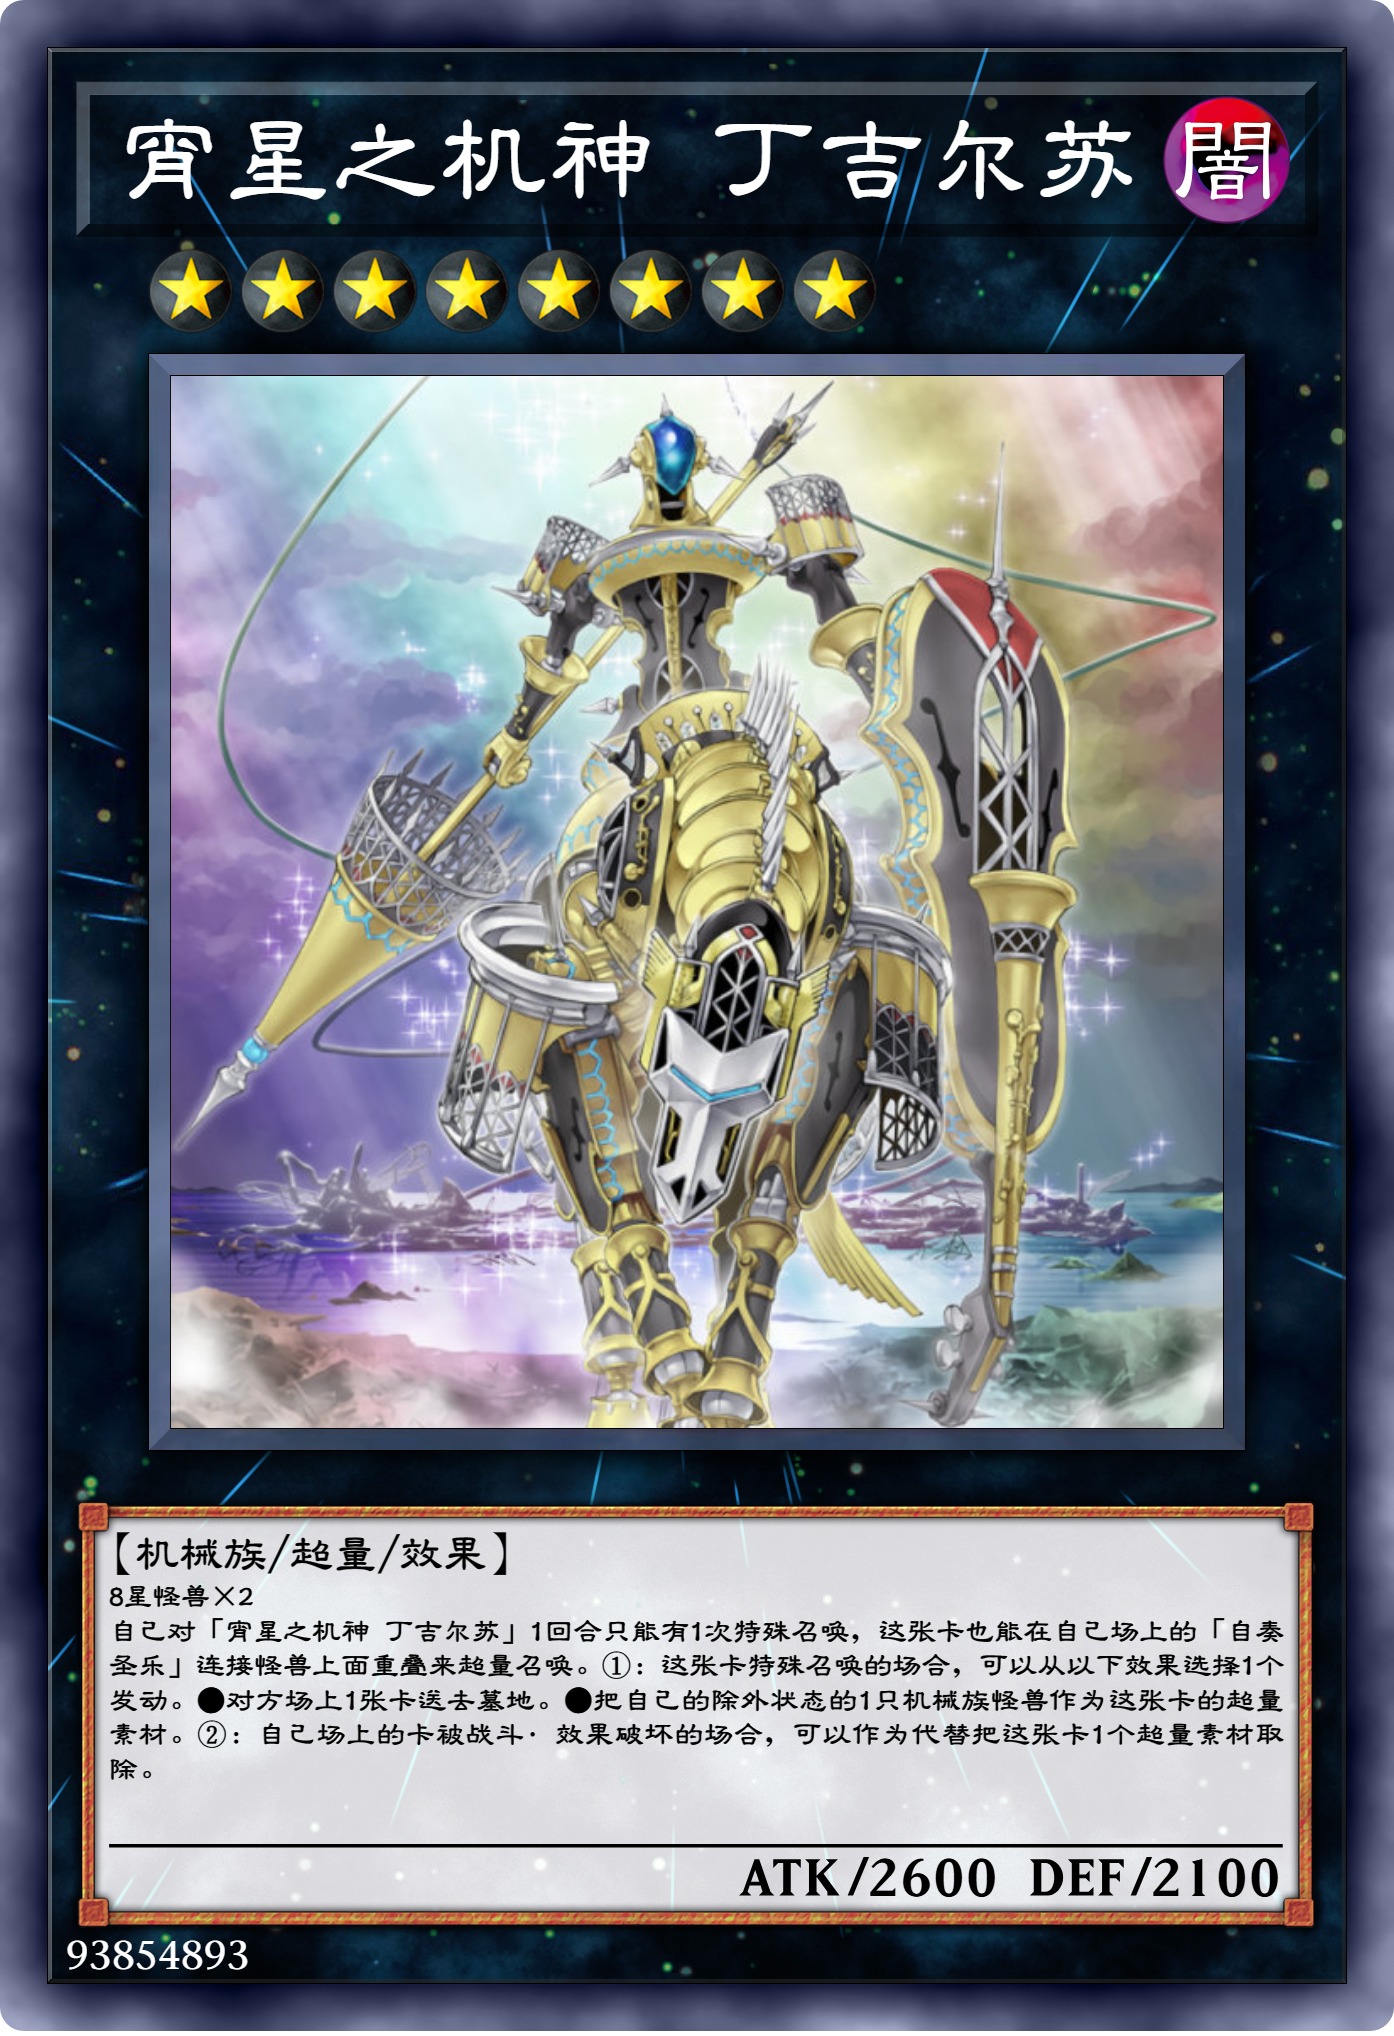 宵星之机神 丁吉尔苏 闇
【机械族/超量/效果】
8星怪兽×2
自己对「宵星之机神 丁吉尔苏」1回合只能有1次特殊召唤，这张卡也能在自己场上的「自奏
圣乐」连接怪兽上面重叠来超量召唤。①：这张卡特殊召唤的场合，可以从以下效果选择1个
发动。●对方场上1张卡送去墓地。●把自己的除外状态的1只机械族怪兽作为这张卡的超量
素材。②：自己场上的卡被战斗·效果破坏的场合，可以作为代替把这张卡1个超量素材取
除。
ATK/2600 DEF/2100
93854893